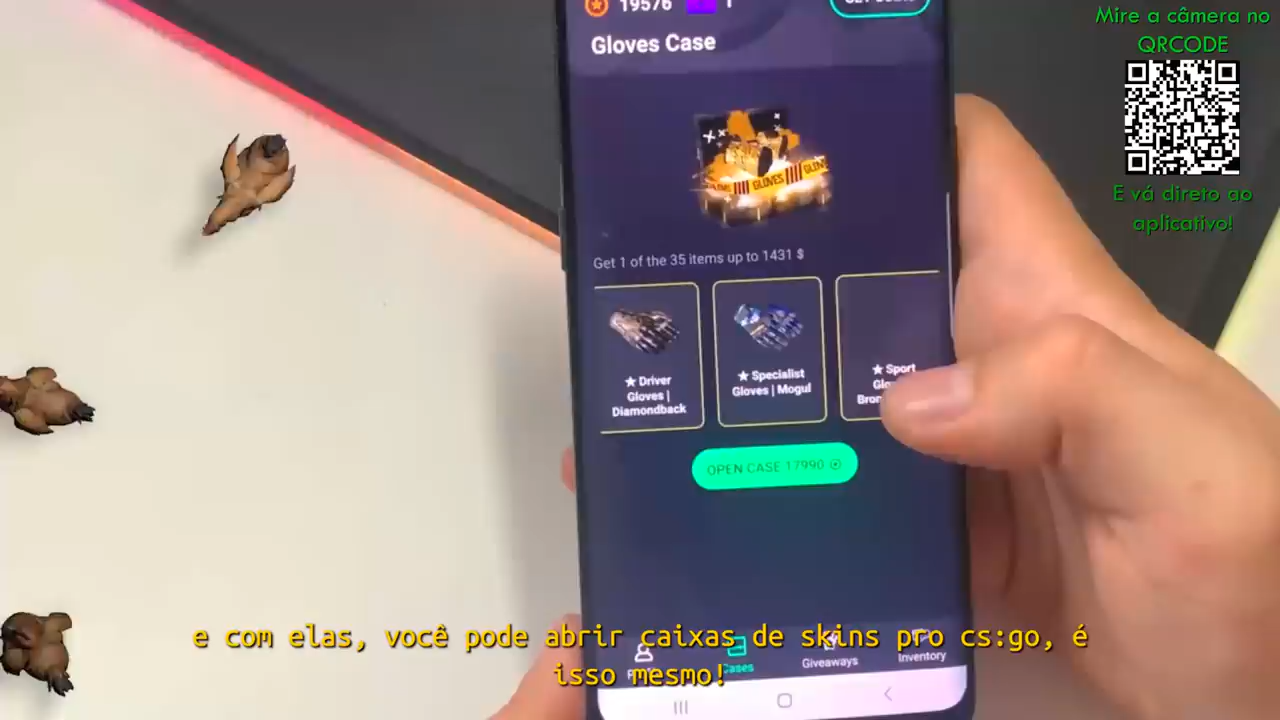 Mire a câmera no
QRCODE
E vá direto ao
aplicativo!
19576 1
Gloves Case
GLOVES
Get 1 of the 35 items up to 1431 $
★ Driver
Gloves |
Diamondback
★ Specialist
Gloves | Mogul
★ Sport
OPEN CASE 17990
Giveaways
Inventory
e com elas, você pode abrir caixas de skins pro cs:go, é
isso mesmo!